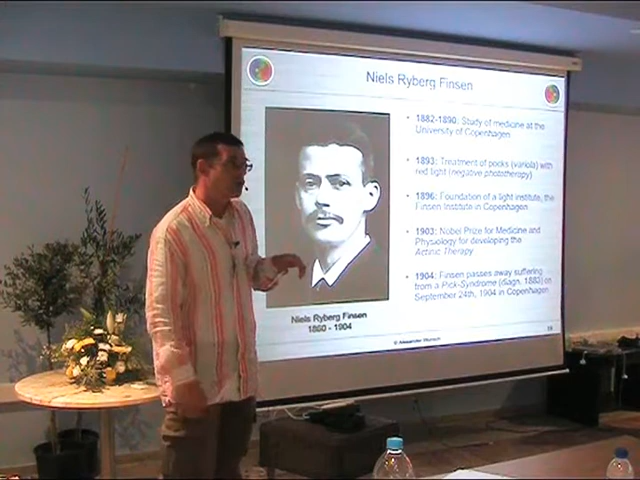 Niels Ryberg Finsen
• 1882-1890: Study of medicine at the
University of Copenhagen
• 1893: Treatment of pocks (variola) with
red light (negative phototherapy)
• 1896: Foundation of a light institute, the
Finsen Institute in Copenhagen
• 1903: Nobel Prize for Medicine and
Physiology for developing the
Actinic Therapy
• 1904: Finsen passes away suffering
from a Pick-Syndrome (diagn. 1883) on
September 24th, 1904 in Copenhagen
Niels Ryberg Finsen
1860 - 1904
© Alexander Wunsch